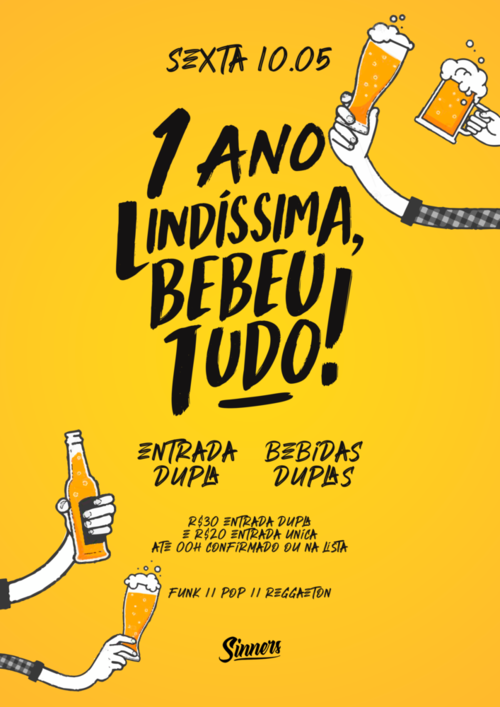 SEXTA 10.05
1 ANO
LINDÍSSIMA,
BEBEU
TUDO!
ENTRADA DUPLA
BEBIDAS DUPLAS
R$30 ENTRADA DUPLA
E R$20 ENTRADA UNICA
ATÉ 00H CONFIRMADO OU NA LISTA
FUNK // POP // REGGAETON
Sinners